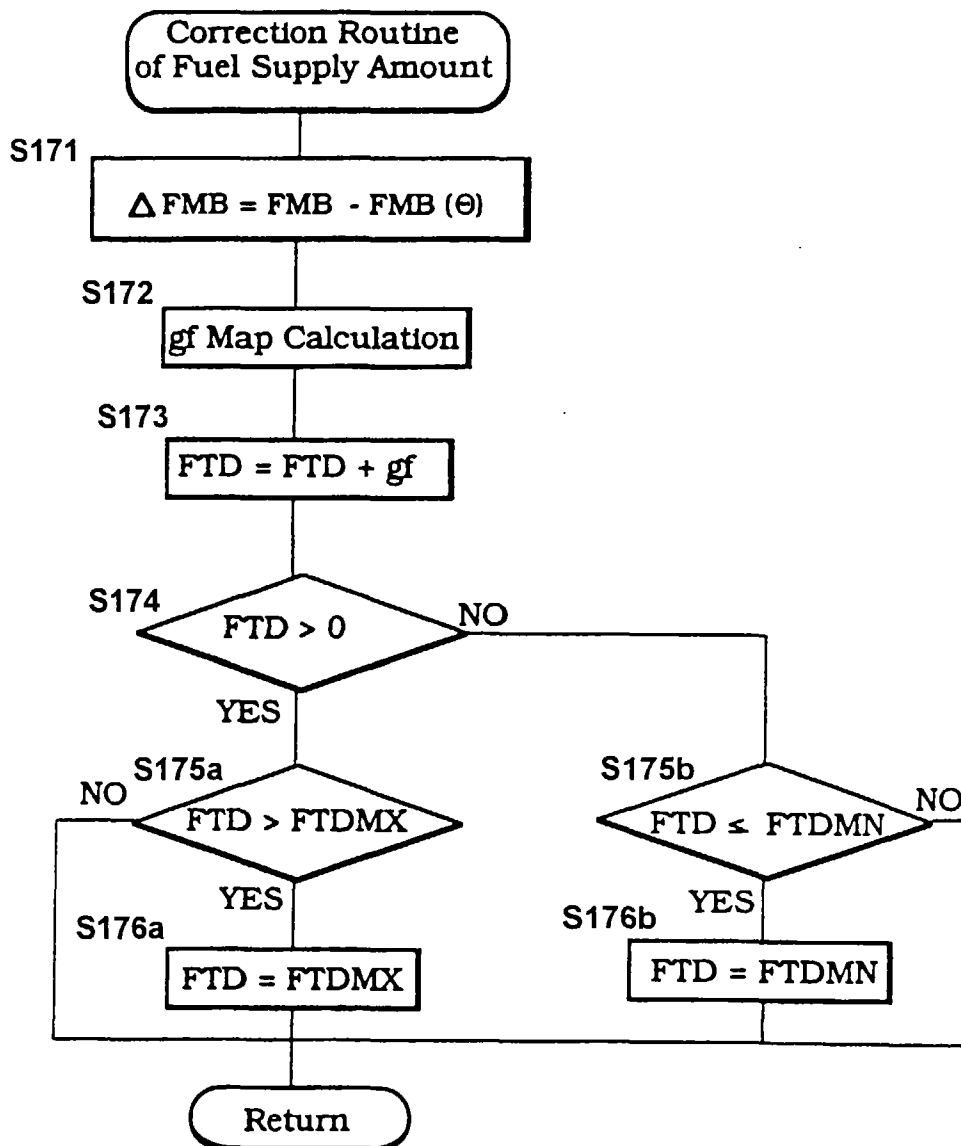 Correction Routine
of Fuel Supply Amount
S171
Δ FMB = FMB - FMB (Θ)
S172
gf Map Calculation
S173
FTD = FTD + gf
S174
FTD > 0
NO
YES
S175a
NO
FTD > FTDMX
YES
S175b
FTD ≤ FTDMN
NO
YES
S176a
FTD = FTDMX
S176b
FTD = FTDMN
Return